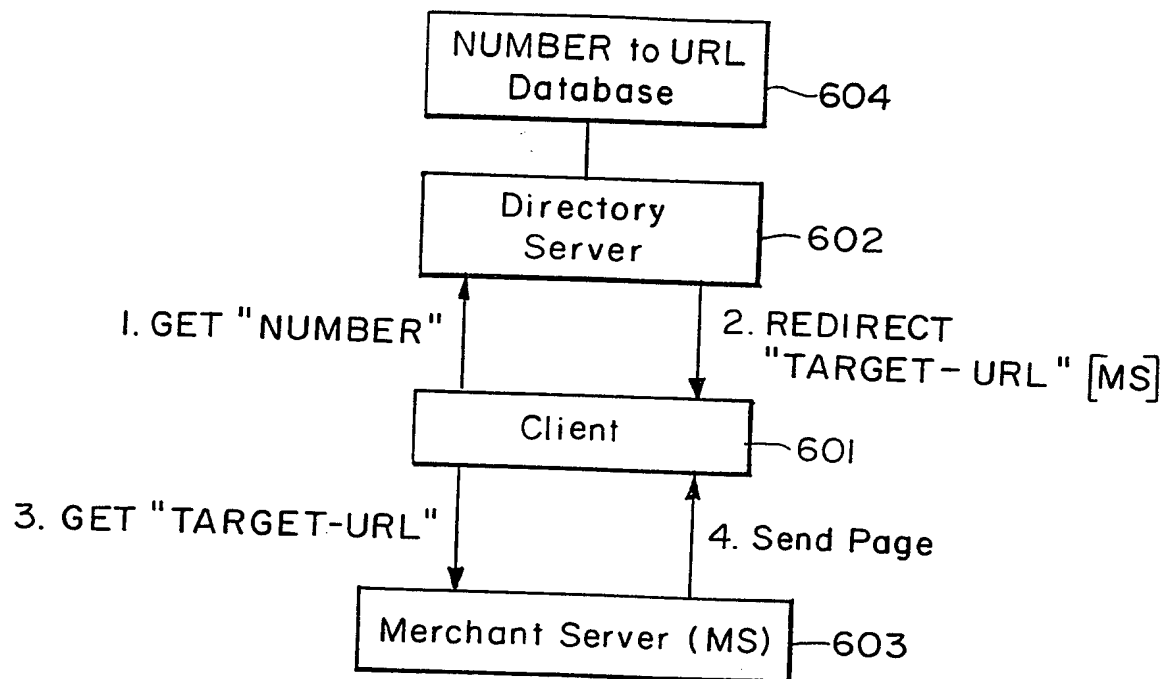 NUMBER to URL
Database
604
Directory
Server
602
1. GET "NUMBER"
2. REDIRECT
"TARGET-URL" [MS]
Client
601
3. GET "TARGET-URL"
4. Send Page
Merchant Server (MS)
603